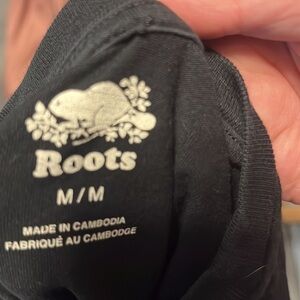 Roots
M/M
MADE IN CAMBODIA
FABRIQUÉ AU CAMBODGE